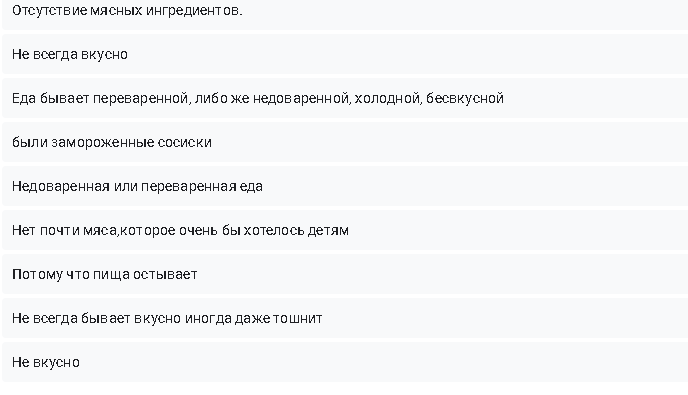 Отсутствие мясных ингредиентов.
Не всегда вкусно
Еда бывает переваренной, либо же недоваренной, холодной, бесвкусной
были замороженные сосиски
Недоваренная или переваренная еда
Нет почти мяса,которое очень бы хотелось детям
Потому что пища остывает
Не всегда бывает вкусно иногда даже тошнит
Не вкусно